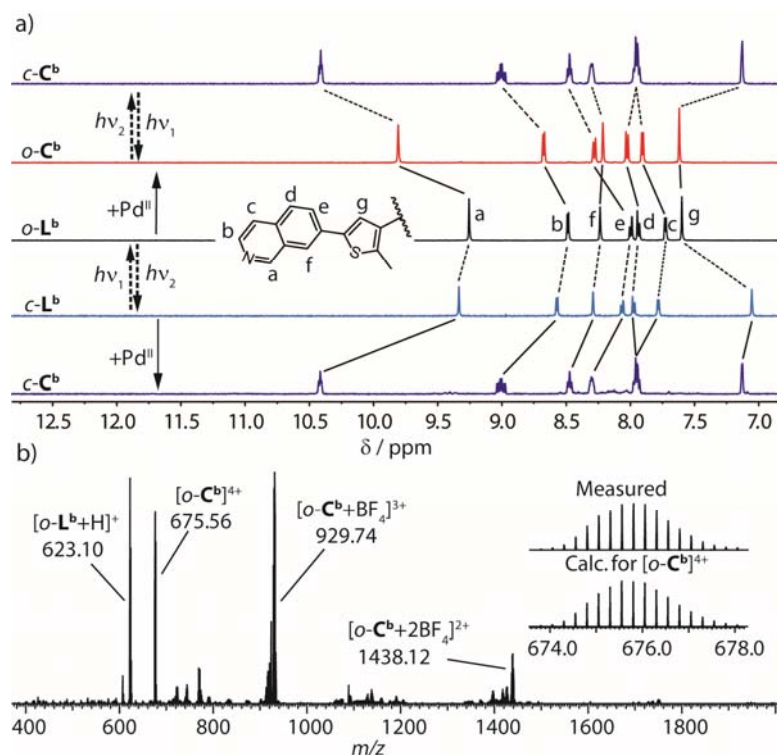 a)
c-Cᵇ
hν₂ hν₁
o-Cᵇ
+Pdᴵᴵ
o-Lᵇ
a b f e d c g
d
c e g
b
N S
f
a
hν₁ hν₂
c-Lᵇ
+Pdᴵᴵ
c-Cᵇ
12.5 12.0 11.5 11.0 10.5 10.0 9.5 9.0 8.5 8.0 7.5 7.0
δ / ppm
b)
[o-Lᵇ+H]⁺
623.10
[o-Cᵇ]⁴⁺
675.56
[o-Cᵇ+BF₄]³⁺
929.74
[o-Cᵇ+2BF₄]²⁺
1438.12
Measured
Calc. for [o-Cᵇ]⁴⁺
674.0 676.0 678.0
400 600 800 1000 1200 1400 1600 1800
m/z